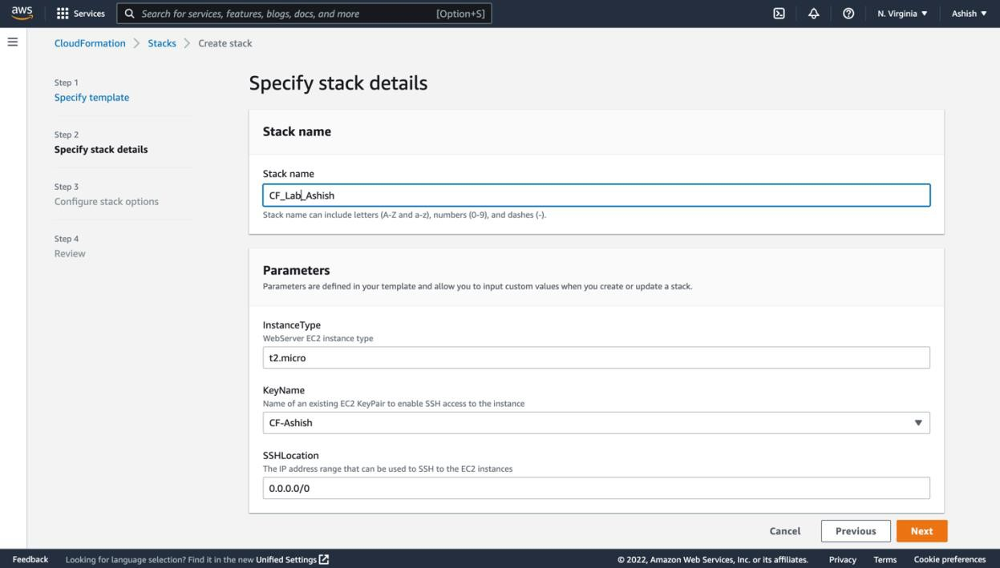 aws
Services
Search for services, features, blogs, docs, and more
[Option+S]
N. Virginia
Ashish
CloudFormation
Stacks
Create stack
Step 1
Specify template
Step 2
Specify stack details
Step 3
Configure stack options
Step 4
Review
Specify stack details
Stack name
Stack name
CF_Lab_Ashish
Stack name can include letters (A-Z and a-z), numbers (0-9), and dashes (-).
Parameters
Parameters are defined in your template and allow you to input custom values when you create or update a stack.
InstanceType
WebServer EC2 instance type
t2.micro
KeyName
Name of an existing EC2 KeyPair to enable SSH access to the instance
CF-Ashish
SSHLocation
The IP address range that can be used to SSH to the EC2 instances
0.0.0.0/0
Cancel
Previous
Next
Feedback
Looking for language selection? Find it in the new Unified Settings
© 2022, Amazon Web Services, Inc. or its affiliates.
Privacy
Terms
Cookie preferences